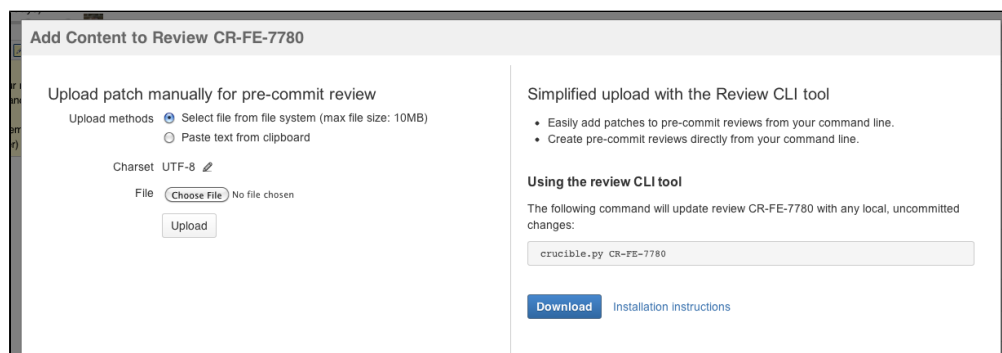 Add Content to Review CR-FE-7780
Upload patch manually for pre-commit review
Upload methods
Select file from file system (max file size: 10MB)
Paste text from clipboard
Charset UTF-8
File Choose File No file chosen
Upload
Simplified upload with the Review CLI tool
• Easily add patches to pre-commit reviews from your command line.
• Create pre-commit reviews directly from your command line.
Using the review CLI tool
The following command will update review CR-FE-7780 with any local, uncommitted
changes:
crucible.py CR-FE-7780
Download Installation instructions